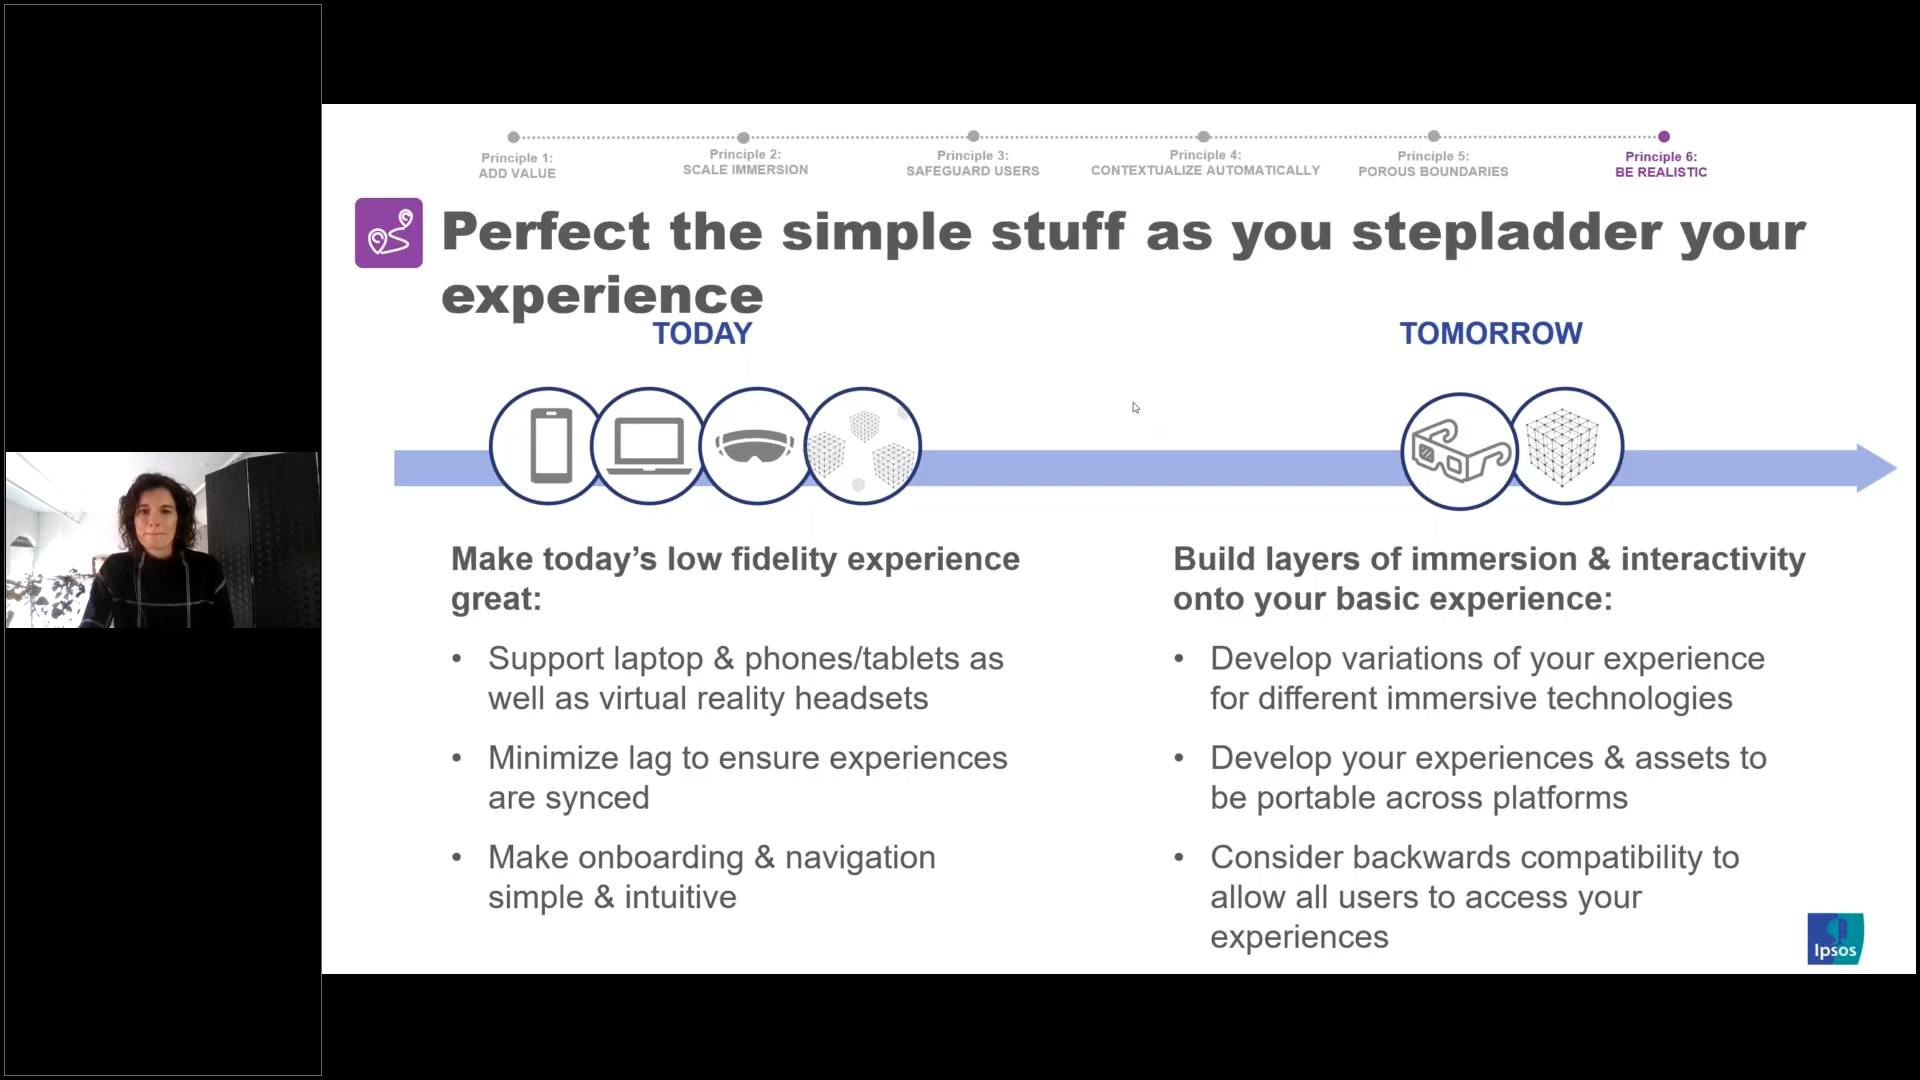 Principle 1:
ADD VALUE
Principle 2:
SCALE IMMERSION
Principle 3:
SAFEGUARD USERS
Principle 4:
CONTEXTUALIZE AUTOMATICALLY
Principle 5:
POROUS BOUNDARIES
Principle 6:
BE REALISTIC
Perfect the simple stuff as you stepladder your
experience
TODAY
TOMORROW
Make today’s low fidelity experience
great:
• Support laptop & phones/tablets as
well as virtual reality headsets
• Minimize lag to ensure experiences
are synced
• Make onboarding & navigation
simple & intuitive
Build layers of immersion & interactivity
onto your basic experience:
• Develop variations of your experience
for different immersive technologies
• Develop your experiences & assets to
be portable across platforms
• Consider backwards compatibility to
allow all users to access your
experiences
Ipsos